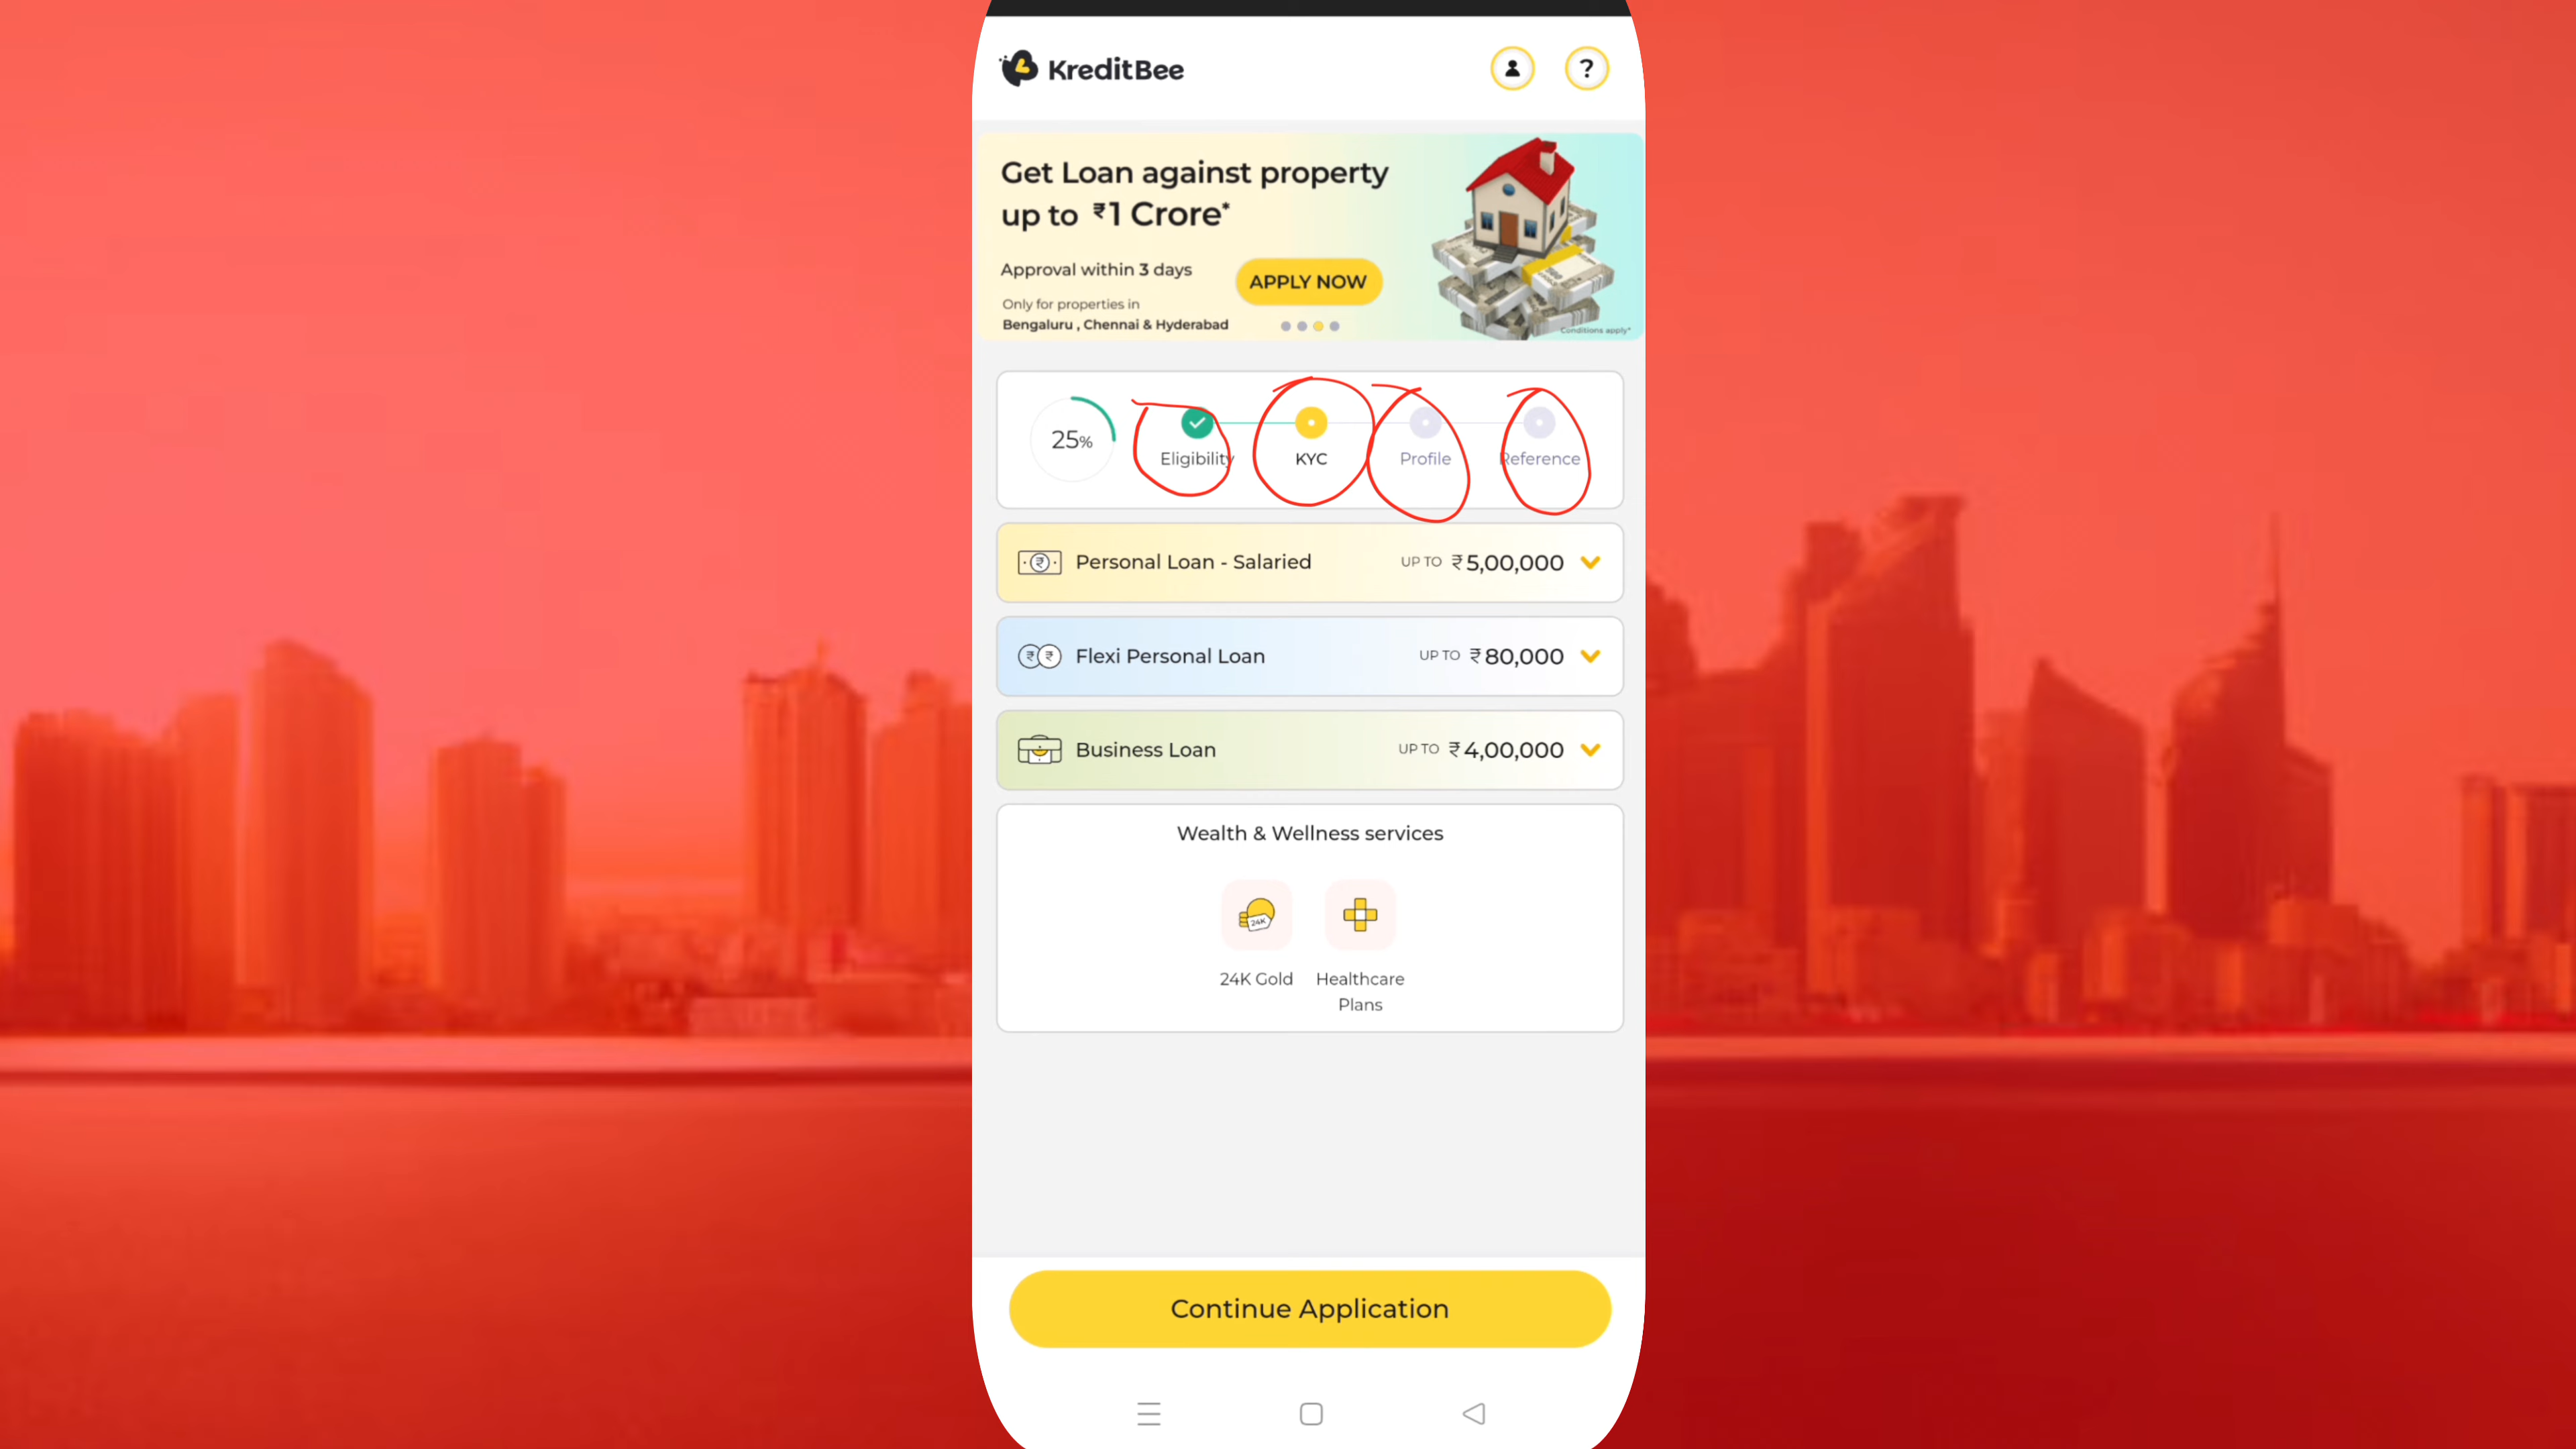 KreditBee
?
Get Loan against property
up to ₹1 Crore*
Approval within 3 days
APPLY NOW
Only for properties in
Bengaluru , Chennai & Hyderabad
Conditions apply*
25%
Eligibility
KYC
Profile
Reference
Personal Loan - Salaried UP TO ₹5,00,000
Flexi Personal Loan UP TO ₹80,000
Business Loan UP TO ₹4,00,000
Wealth & Wellness services
24K
24K Gold
Healthcare
Plans
Continue Application